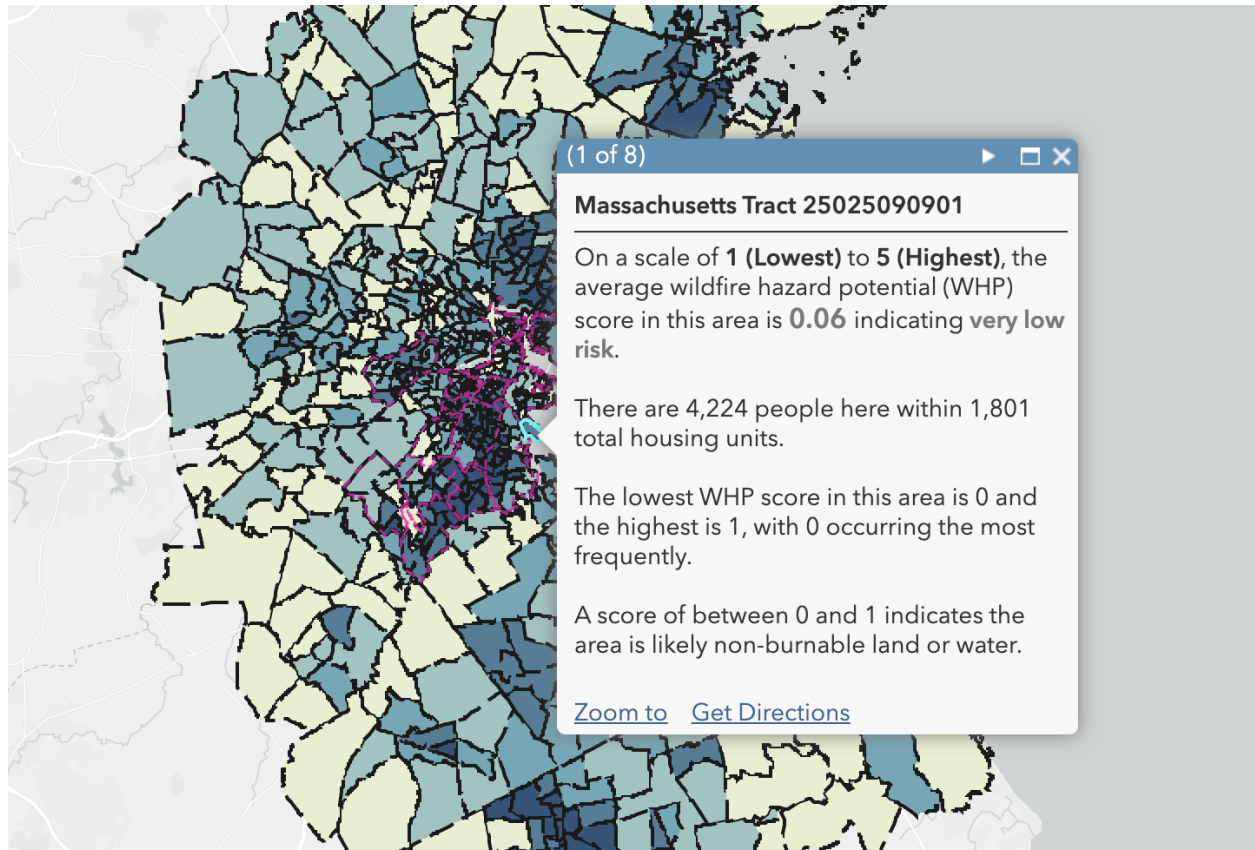 (1 of 8)
Massachusetts Tract 25025090901
On a scale of 1 (Lowest) to 5 (Highest), the
average wildfire hazard potential (WHP)
score in this area is 0.06 indicating very low
risk.
There are 4,224 people here within 1,801
total housing units.
The lowest WHP score in this area is 0 and
the highest is 1, with 0 occurring the most
frequently.
A score of between 0 and 1 indicates the
area is likely non-burnable land or water.
Zoom to Get Directions